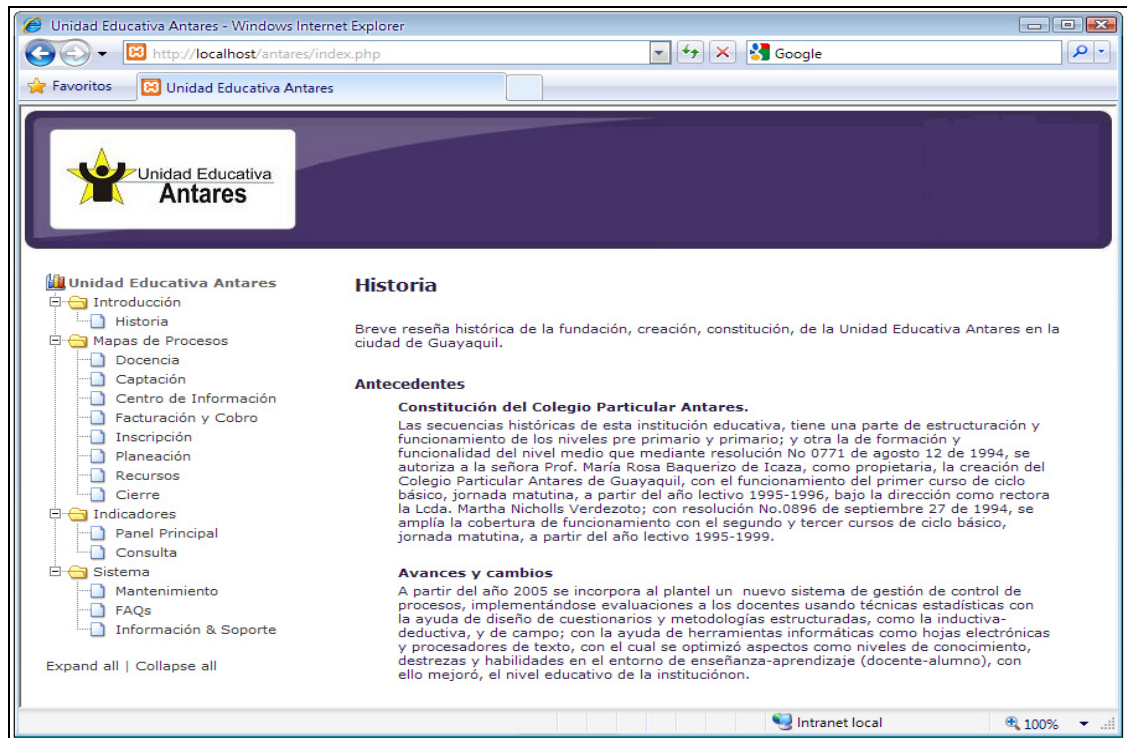 Unidad Educativa Antares - Windows Internet Explorer
http://localhost/antares/index.php
Google
Favoritos
Unidad Educativa Antares
Unidad Educativa
Antares
Unidad Educativa Antares
Introducción
Historia
Mapas de Procesos
Docencia
Captación
Centro de Información
Facturación y Cobro
Inscripción
Planeación
Recursos
Cierre
Indicadores
Panel Principal
Consulta
Sistema
Mantenimiento
FAQs
Información & Soporte
Expand all | Collapse all
Historia
Breve reseña histórica de la fundación, creación, constitución, de la Unidad Educativa Antares en la
ciudad de Guayaquil.
Antecedentes
Constitución del Colegio Particular Antares.
Las secuencias históricas de esta institución educativa, tiene una parte de estructuración y
funcionamiento de los niveles pre primario y primario; y otra la de formación y
funcionalidad del nivel medio que mediante resolución No 0771 de agosto 12 de 1994, se
autoriza a la señora Prof. María Rosa Baquerizo de Icaza, como propietaria, la creación del
Colegio Particular Antares de Guayaquil, con el funcionamiento del primer curso de ciclo
básico, jornada matutina, a partir del año lectivo 1995-1996, bajo la dirección como rectora
la Lcda. Martha Nicholls Verdezoto; con resolución No.0896 de septiembre 27 de 1994, se
amplía la cobertura de funcionamiento con el segundo y tercer cursos de ciclo básico,
jornada matutina, a partir del año lectivo 1995-1999.
Avances y cambios
A partir del año 2005 se incorpora al plantel un nuevo sistema de gestión de control de
procesos, implementándose evaluaciones a los docentes usando técnicas estadísticas con
la ayuda de diseño de cuestionarios y metodologías estructuradas, como la inductiva-
deductiva, y de campo; con la ayuda de herramientas informáticas como hojas electrónicas
y procesadores de texto, con el cual se optimizó aspectos como niveles de conocimiento,
destrezas y habilidades en el entorno de enseñanza-aprendizaje (docente-alumno), con
ello mejoró, el nivel educativo de la instituciónon.
Intranet local
100%